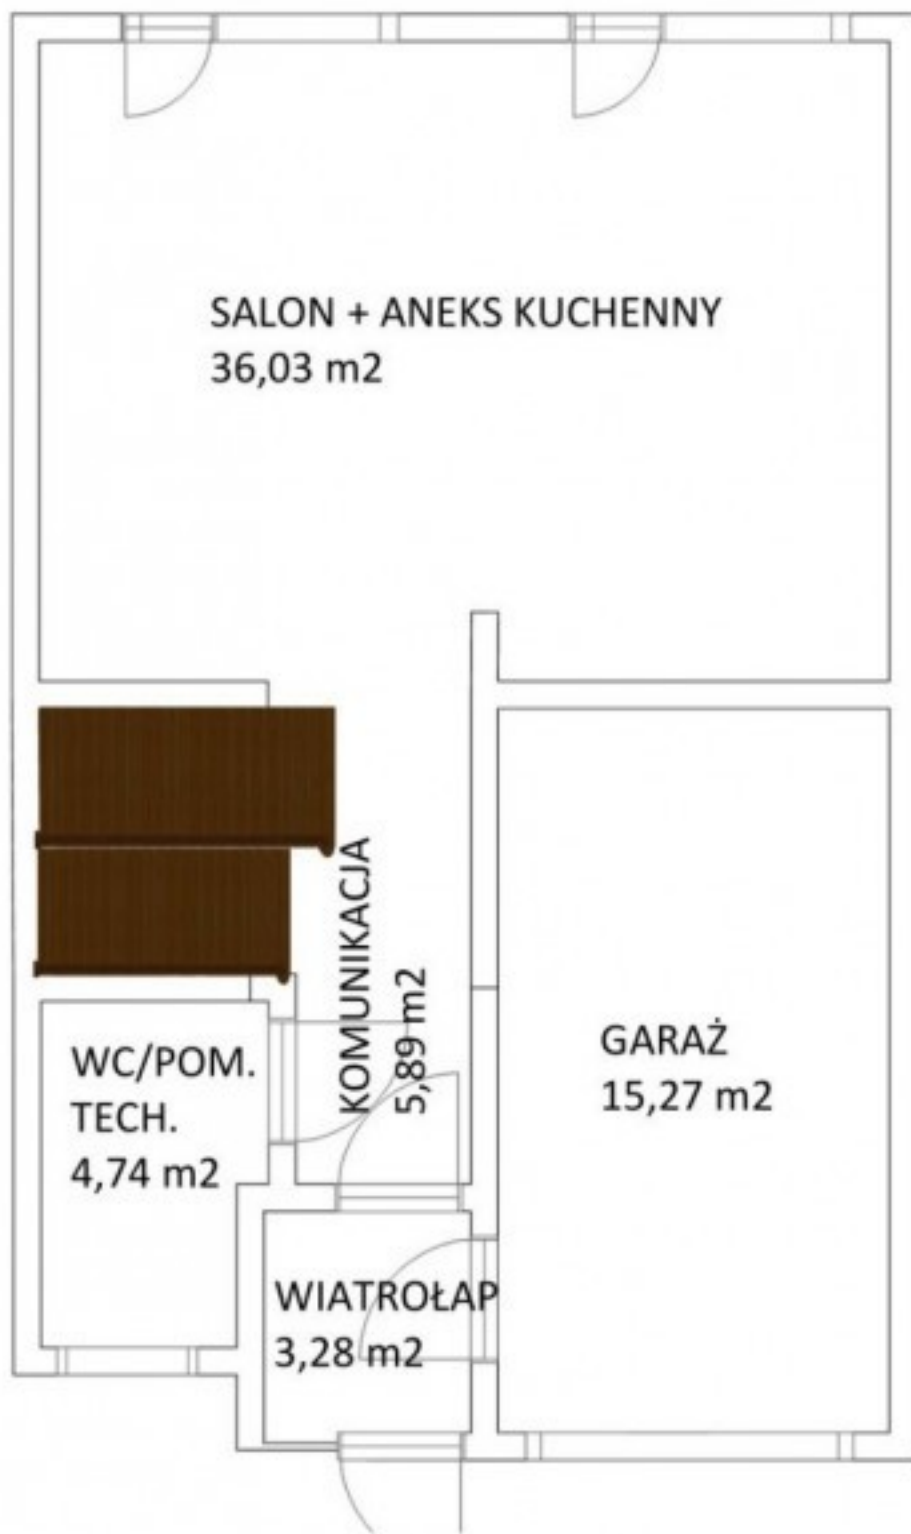 SALON + ANEKS KUCHENNY
36,03 m2
KOMUNIKACJA
5,89 m2
GARAŻ
15,27 m2
WC/POM.
TECH.
4,74 m2
WIATROŁAP
3,28 m2